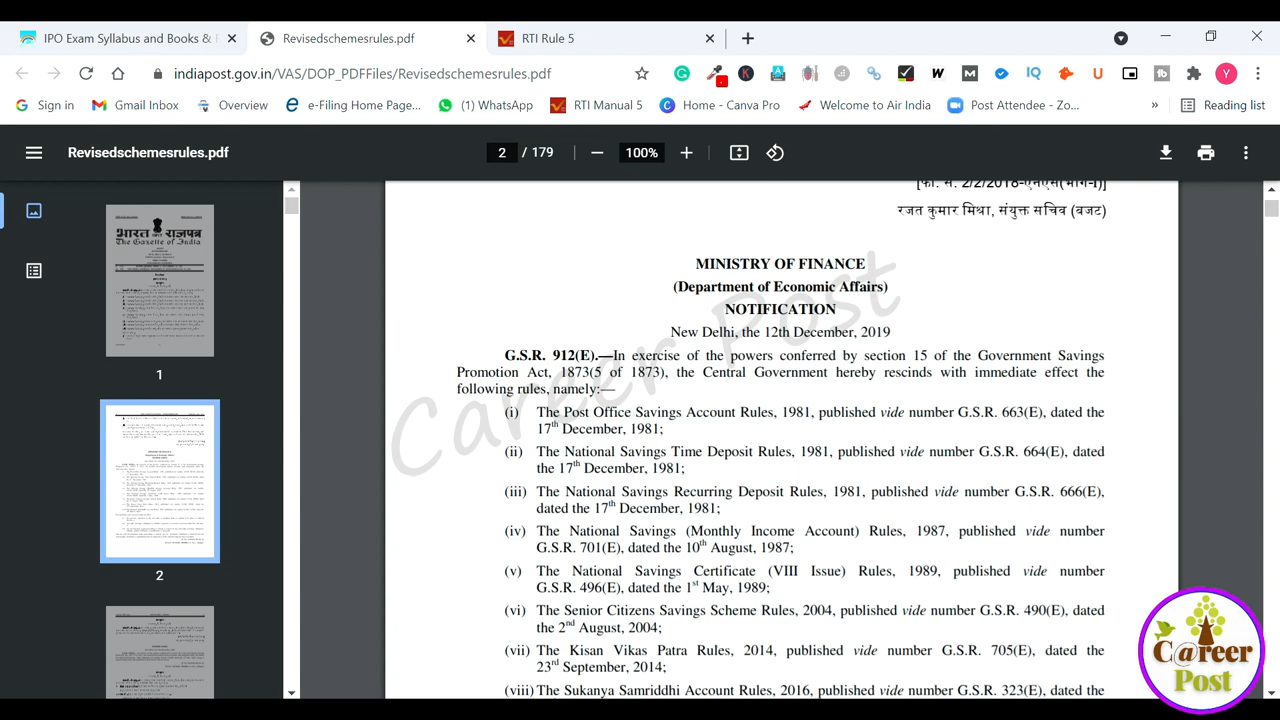 IPO Exam Syllabus and Books &
Revisedschemesrules.pdf
RTI Rule 5
indiapost.gov.in/VAS/DOP_PDFFiles/Revisedschemesrules.pdf
Sign in
Gmail Inbox
Overview
e-Filing Home Page...
(1) WhatsApp
RTI Manual 5
Home - Canva Pro
Welcome to Air India
Post Attendee - Zo...
»
Reading list
Revisedschemesrules.pdf
2 / 179
100%
भारत राजपत्र
The Gazette of India
1
2
[फा. सं. 2/2/2018-एनएस(भाग-I)]
रजत कुमार मिश्रा, संयुक्त सचिव (बजट)
MINISTRY OF FINANCE
(Department of Economic Affairs)
NOTIFICATION
New Delhi, the 12th December, 2019
G.S.R. 912(E).—In exercise of the powers conferred by section 15 of the Government Savings
Promotion Act, 1873(5 of 1873), the Central Government hereby rescinds with immediate effect the
following rules, namely:—
(i) The Post Office Savings Account Rules, 1981, published vide number G.S.R. 663(E), dated the
17th December, 1981;
(ii) The National Savings Time Deposit Rules, 1981, published vide number G.S.R. 664(E), dated
the 17th December, 1981;
(iii) The National Savings Recurring Deposit Rules, 1981, published vide number G.S.R. 666(E),
dated the 17th December, 1981;
(iv) The National Savings (Monthly Income Account) Rules, 1987, published vide number
G.S.R. 701(E), dated the 10th August, 1987;
(v) The National Savings Certificate (VIII Issue) Rules, 1989, published vide number
G.S.R. 496(E), dated the 1st May, 1989;
(vi) The Senior Citizens Savings Scheme Rules, 2004, published vide number G.S.R. 490(E), dated
the 2nd August, 2004;
(vii) The Kisan Vikas Patra Rules, 2014, published vide number G.S.R. 705(E), dated the
23rd September, 2014;
(viii) The Sukanya Samriddhi Account Rules, 2016, published vide number G.S.R. 323(E), dated the
Career Post
C@reer
Post